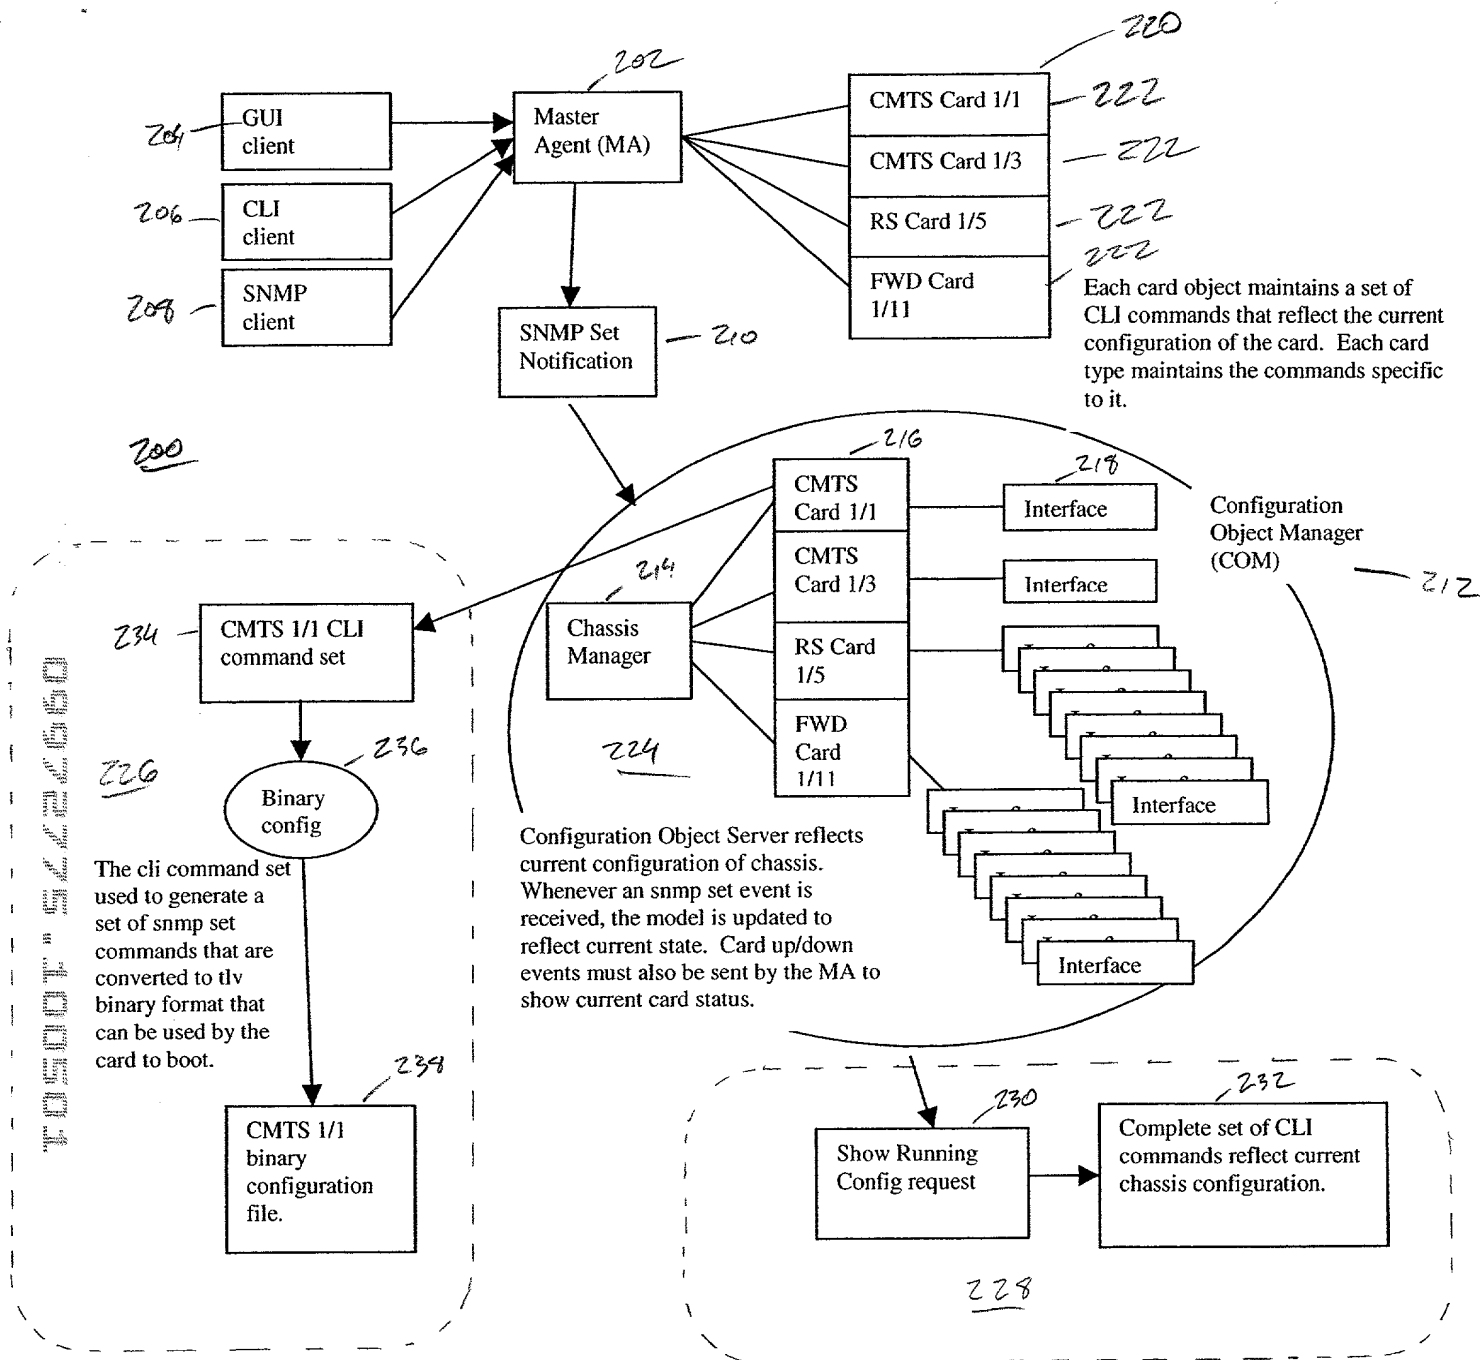 220
202
204
GUI
client
Master
Agent (MA)
CMTS Card 1/1
222
CMTS Card 1/3
222
206
CLI
client
RS Card 1/5
222
208
SNMP
client
FWD Card
1/11
222
SNMP Set
Notification
210
Each card object maintains a set of
CLI commands that reflect the current
configuration of the card. Each card
type maintains the commands specific
to it.
200
216
CMTS
Card 1/1
218
Interface
Configuration
Object Manager
(COM)
212
CMTS
Card 1/3
Interface
214
Chassis
Manager
RS Card
1/5
FWD
Card
1/11
Interface
Interface
224
234
CMTS 1/1 CLI
command set
236
226
Binary
config
The cli command set
used to generate a
set of snmp set
commands that are
converted to tlv
binary format that
can be used by the
card to boot.
238
CMTS 1/1
binary
configuration
file.
Configuration Object Server reflects
current configuration of chassis.
Whenever an snmp set event is
received, the model is updated to
reflect current state. Card up/down
events must also be sent by the MA to
show current card status.
230
Show Running
Config request
232
Complete set of CLI
commands reflect current
chassis configuration.
228
09972775.100501